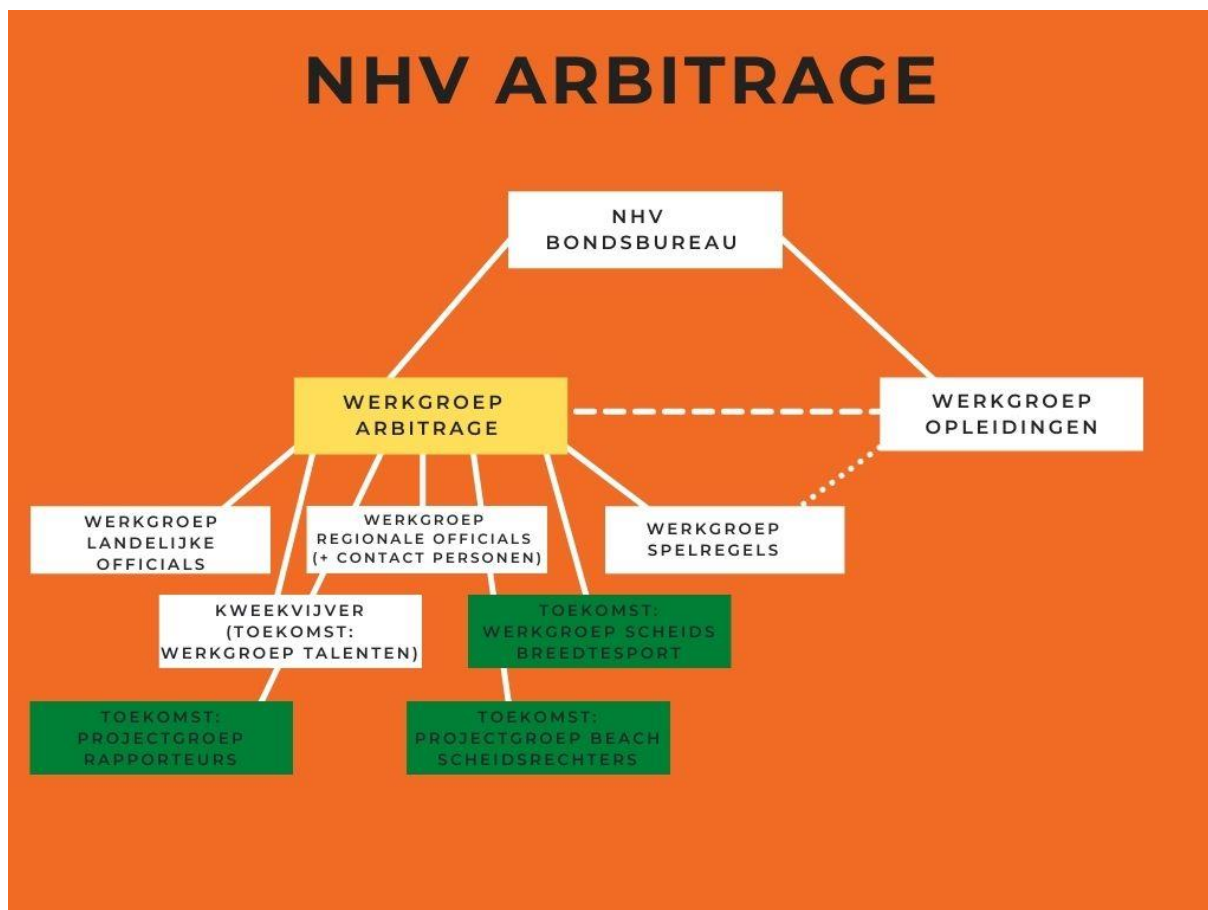 NHV ARBITRAGE
NHV
BONDSBUREAU
WERKGROEP
ARBITRAGE
WERKGROEP
OPLEIDINGEN
WERKGROEP
LANDELIJKE
OFFICIALS
WERKGROEP
REGIONALE OFFICIALS
(+ CONTACT PERSONEN)
WERKGROEP
SPELREGELS
KWEEKVIJVER
(TOEKOMST:
WERKGROEP TALENTEN)
TOEKOMST:
WERKGROEP SCHEIDS
BREEDTESPORT
TOEKOMST:
PROJECTGROEP
RAPPORTEURS
TOEKOMST:
PROJECTGROEP BEACH
SCHEIDSRECHTERS